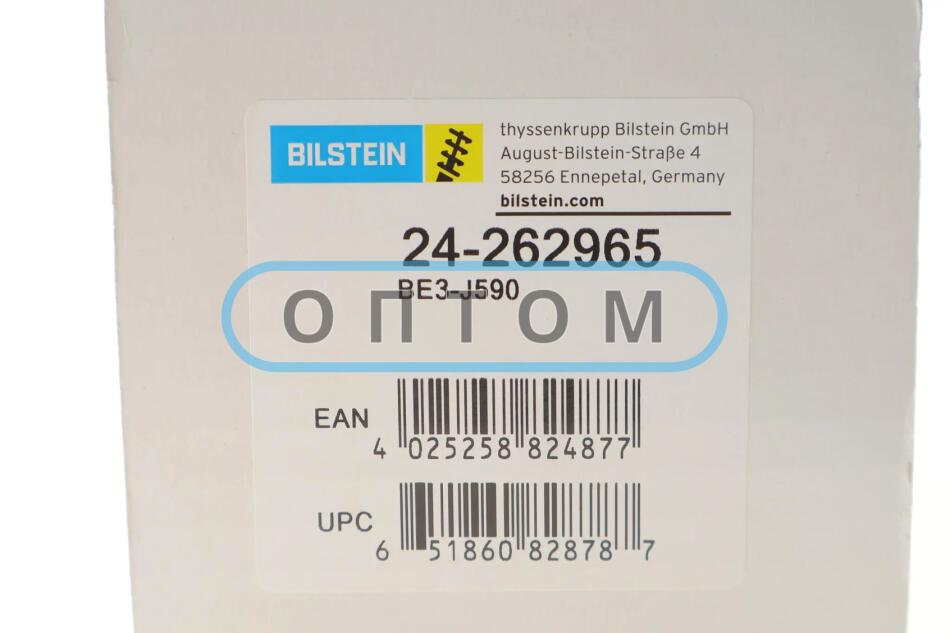 BILSTEIN
thyssenkrupp Bilstein GmbH
August-Bilstein-Straße 4
58256 Ennepetal, Germany
bilstein.com
24-262965
BE3-J590
ОПТОМ
EAN
4 025258 824877
UPC
6 51860 82878 7